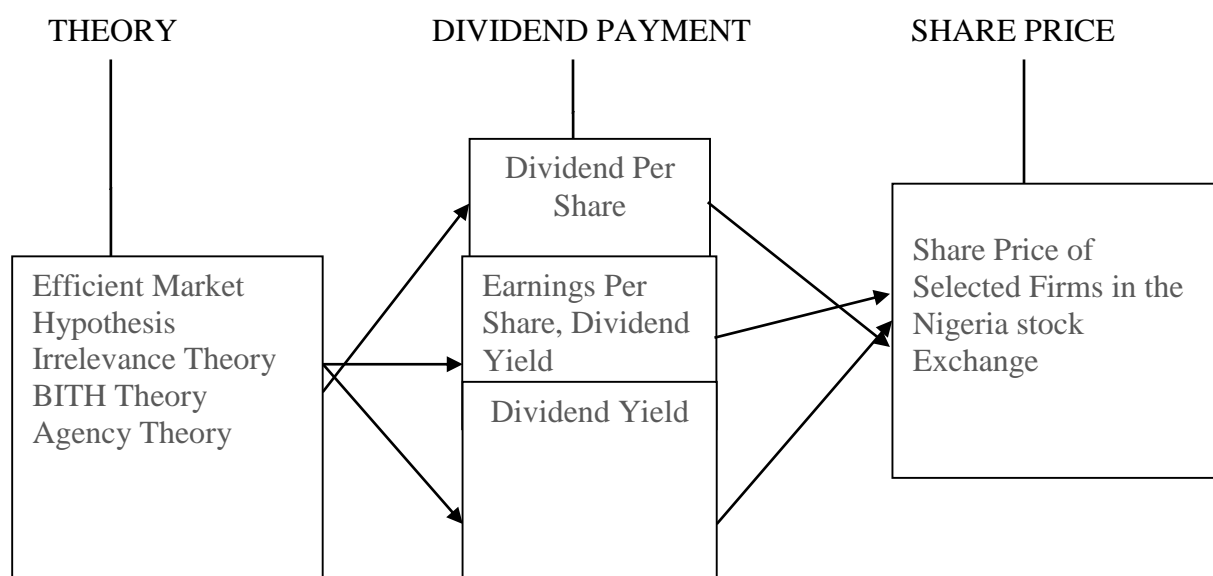 THEORY
DIVIDEND PAYMENT
SHARE PRICE
Efficient Market
Hypothesis
Irrelevance Theory
BITH Theory
Agency Theory
Dividend Per
Share
Earnings Per
Share, Dividend
Yield
Dividend Yield
Share Price of
Selected Firms in the
Nigeria stock
Exchange